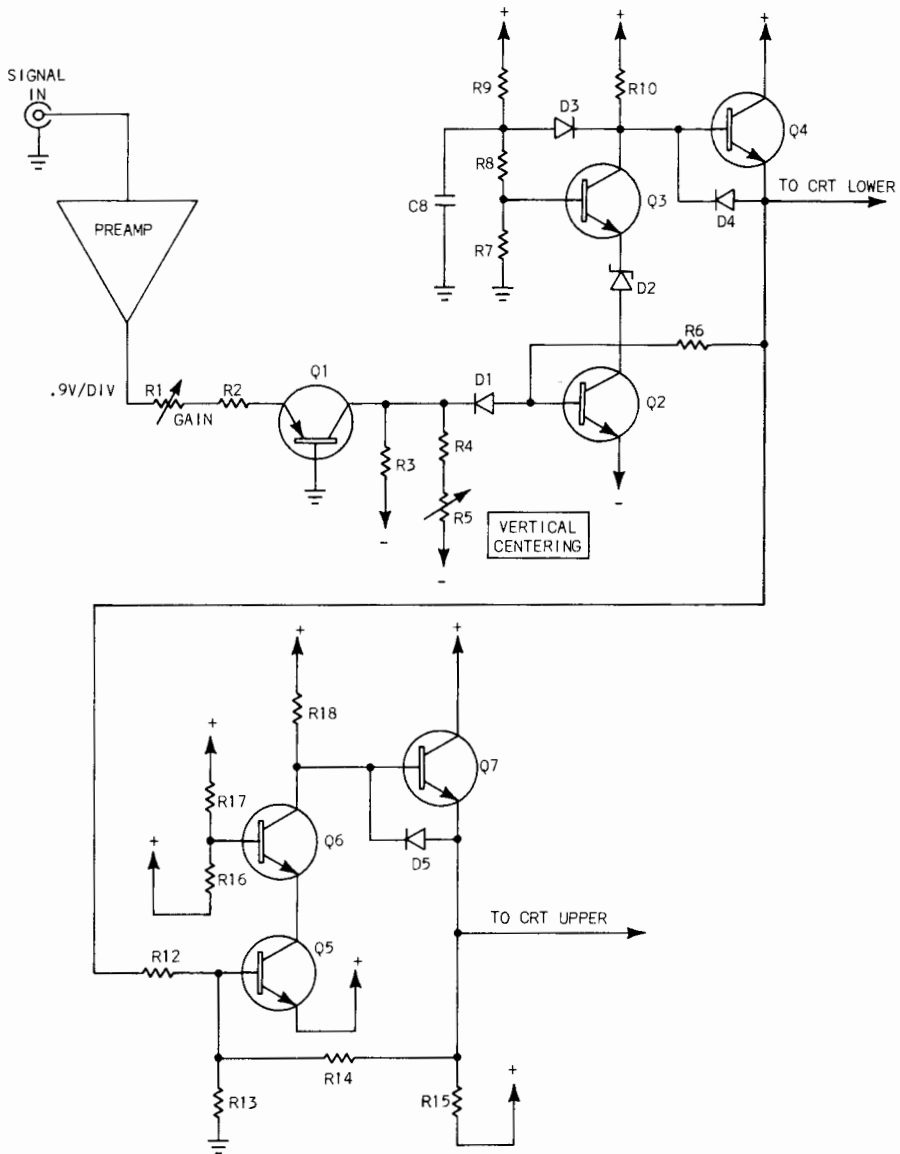 +
+
+
SIGNAL
IN
R9
R10
D3
Q4
R8
C8
Q3
TO CRT LOWER
D4
R7
PREAMP
D2
R6
.9V/DIV
R1
R2
Q1
D1
Q2
GAIN
R3
R4
R5
-
-
-
VERTICAL
CENTERING
+
+
R18
+
Q7
R17
Q6
D5
+
R16
TO CRT UPPER
Q5
R12
+
R14
+
R13
R15